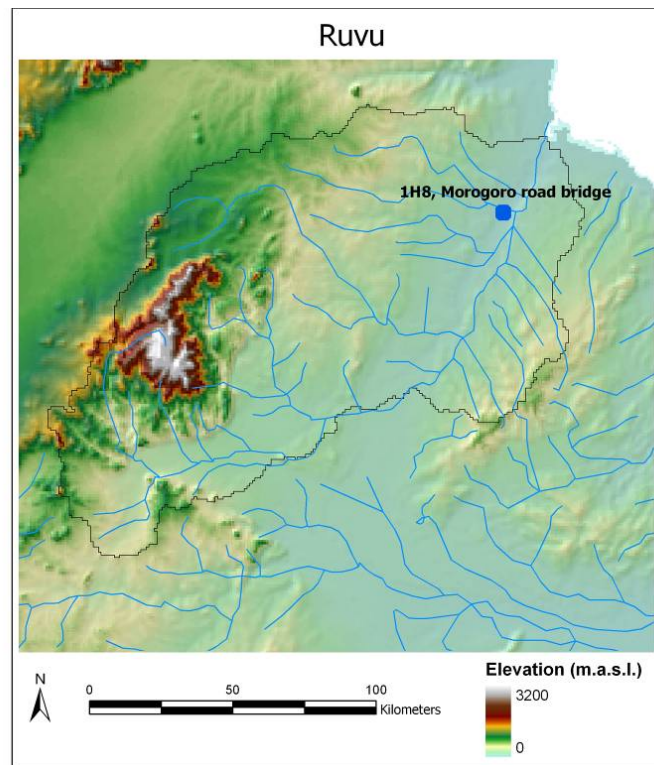 Ruvu
1H8, Morogoro road bridge
N
0 50 100
Kilometers
Elevation (m.a.s.l.)
3200
0